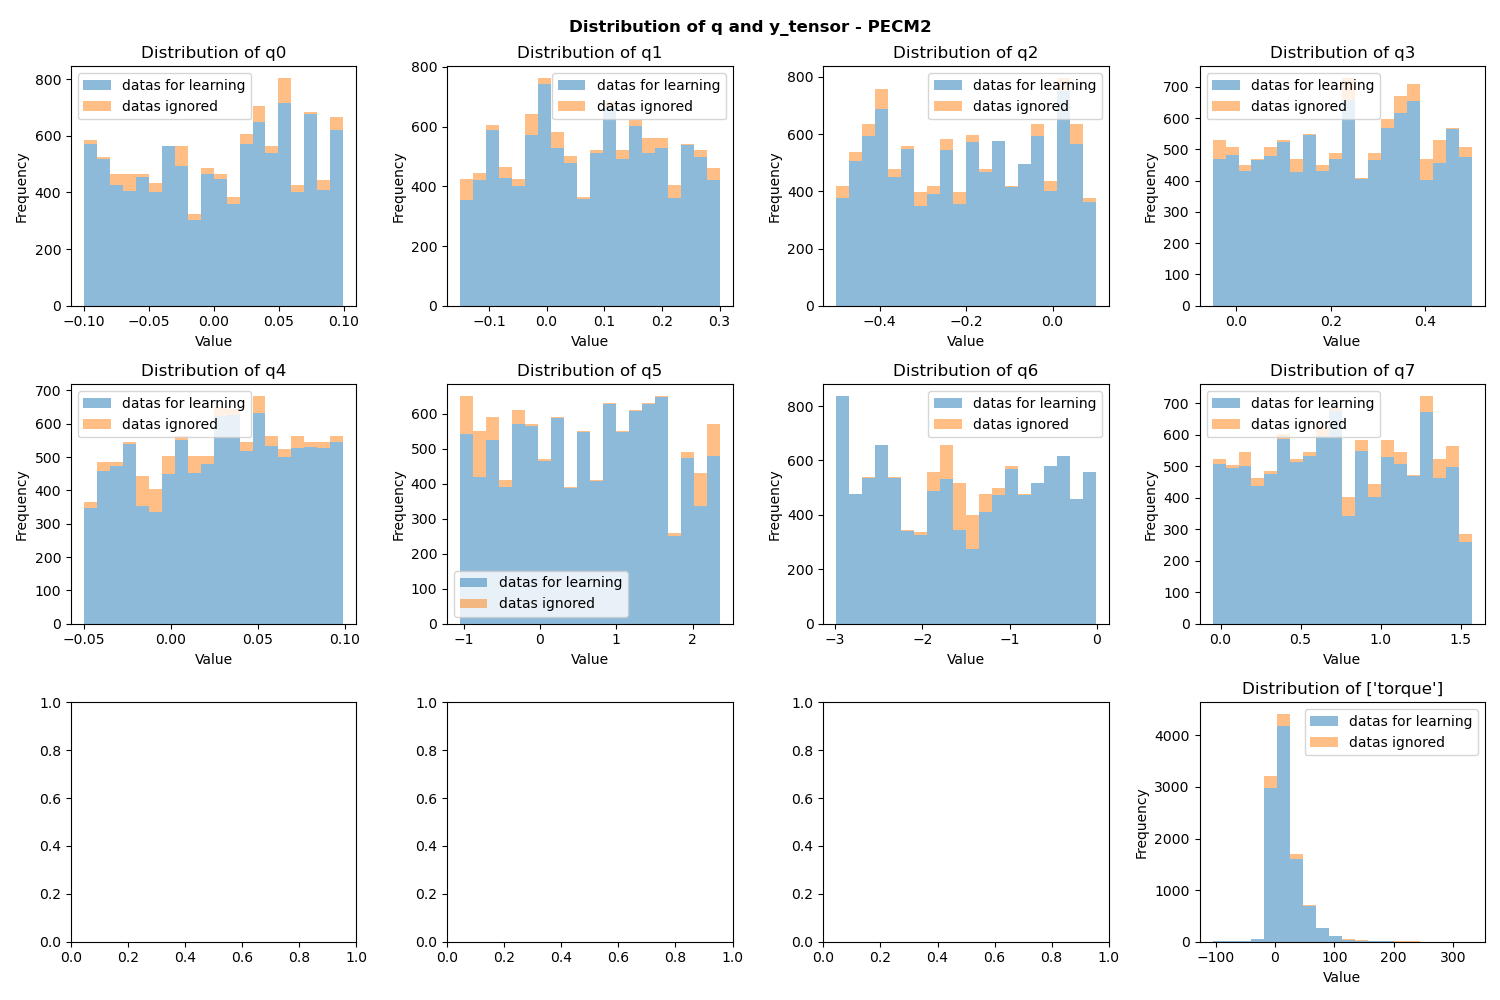 Distribution of q and y_tensor - PECM2
Distribution of q0
Frequency
800
600
400
200
0
datas for learning
datas ignored
−0.10 −0.05 0.00 0.05 0.10
Value
Distribution of q1
Frequency
800
600
400
200
0
datas for learning
datas ignored
−0.1 0.0 0.1 0.2 0.3
Value
Distribution of q2
Frequency
800
600
400
200
0
datas for learning
datas ignored
−0.4 −0.2 0.0
Value
Distribution of q3
Frequency
700
600
500
400
300
200
100
0
datas for learning
datas ignored
0.0 0.2 0.4
Value
Distribution of q4
Frequency
700
600
500
400
300
200
100
0
datas for learning
datas ignored
−0.05 0.00 0.05 0.10
Value
Distribution of q5
Frequency
600
500
400
300
200
100
0
datas for learning
datas ignored
−1 0 1 2
Value
Distribution of q6
Frequency
800
600
400
200
0
datas for learning
datas ignored
−3 −2 −1 0
Value
Distribution of q7
Frequency
700
600
500
400
300
200
100
0
datas for learning
datas ignored
0.0 0.5 1.0 1.5
Value
1.0
0.8
0.6
0.4
0.2
0.0
0.0 0.2 0.4 0.6 0.8 1.0
1.0
0.8
0.6
0.4
0.2
0.0
0.0 0.2 0.4 0.6 0.8 1.0
1.0
0.8
0.6
0.4
0.2
0.0
0.0 0.2 0.4 0.6 0.8 1.0
Distribution of ['torque']
Frequency
4000
3000
2000
1000
0
datas for learning
datas ignored
−100 0 100 200 300
Value